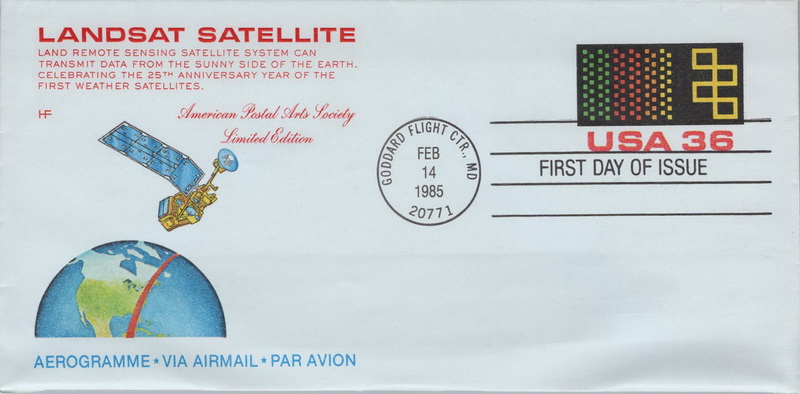 LANDSAT SATELLITE
LAND REMOTE SENSING SATELLITE SYSTEM CAN
TRANSMIT DATA FROM THE SUNNY SIDE OF THE EARTH.
CELEBRATING THE 25TH ANNIVERSARY YEAR OF THE
FIRST WEATHER SATELLITES.
HF
American Postal Arts Society
Limited Edition
USA 36
GODDARD FLIGHT CTR., MD
FEB
14
1985
20771
FIRST DAY OF ISSUE
AEROGRAMME ★ VIA AIRMAIL ★ PAR AVION